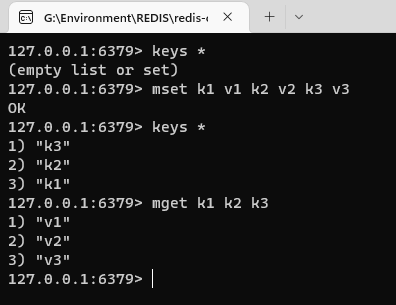 G:\Environment\REDIS\redis-c
127.0.0.1:6379> keys *
(empty list or set)
127.0.0.1:6379> mset k1 v1 k2 v2 k3 v3
OK
127.0.0.1:6379> keys *
1) "k3"
2) "k2"
3) "k1"
127.0.0.1:6379> mget k1 k2 k3
1) "v1"
2) "v2"
3) "v3"
127.0.0.1:6379>